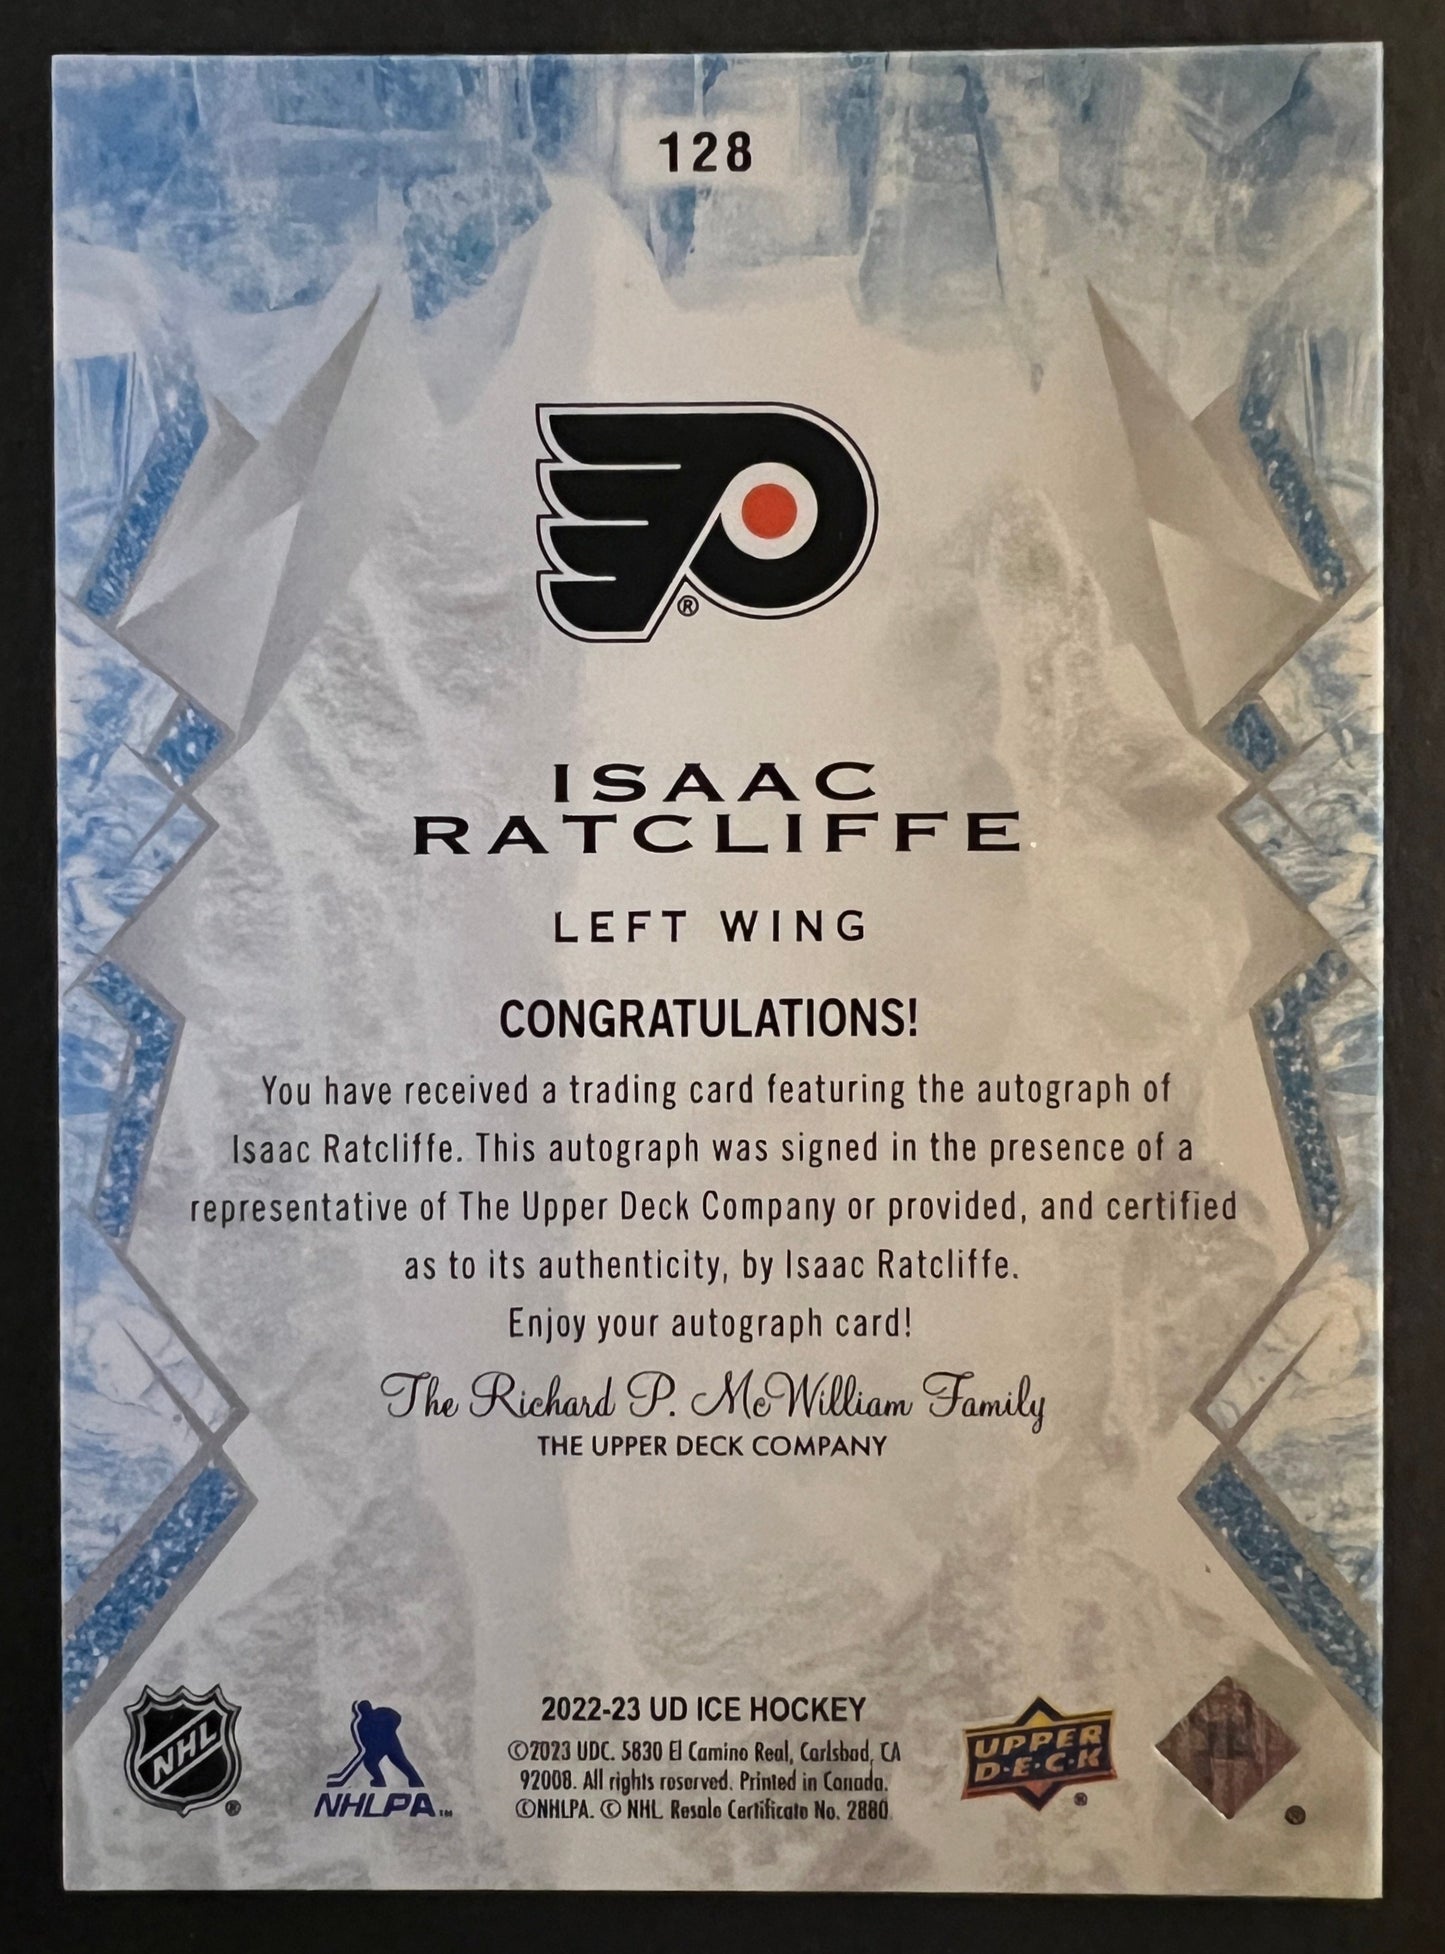 128
®
ISAAC
RATCLIFFE
LEFT WING
CONGRATULATIONS!
You have received a trading card featuring the autograph of
Isaac Ratcliffe. This autograph was signed in the presence of a
representative of The Upper Deck Company or provided, and certified
as to its authenticity, by Isaac Ratcliffe.
Enjoy your autograph card!
The Richard P. McWilliam Family
THE UPPER DECK COMPANY
NHL ®
NHLPA TM
2022-23 UD ICE HOCKEY
©2023 UDC. 5830 El Camino Real, Carlsbad, CA
92008. All rights reserved. Printed in Canada.
©NHLPA. © NHL Resale Certificate No. 2880
UPPER
D·E·C·K ®
®